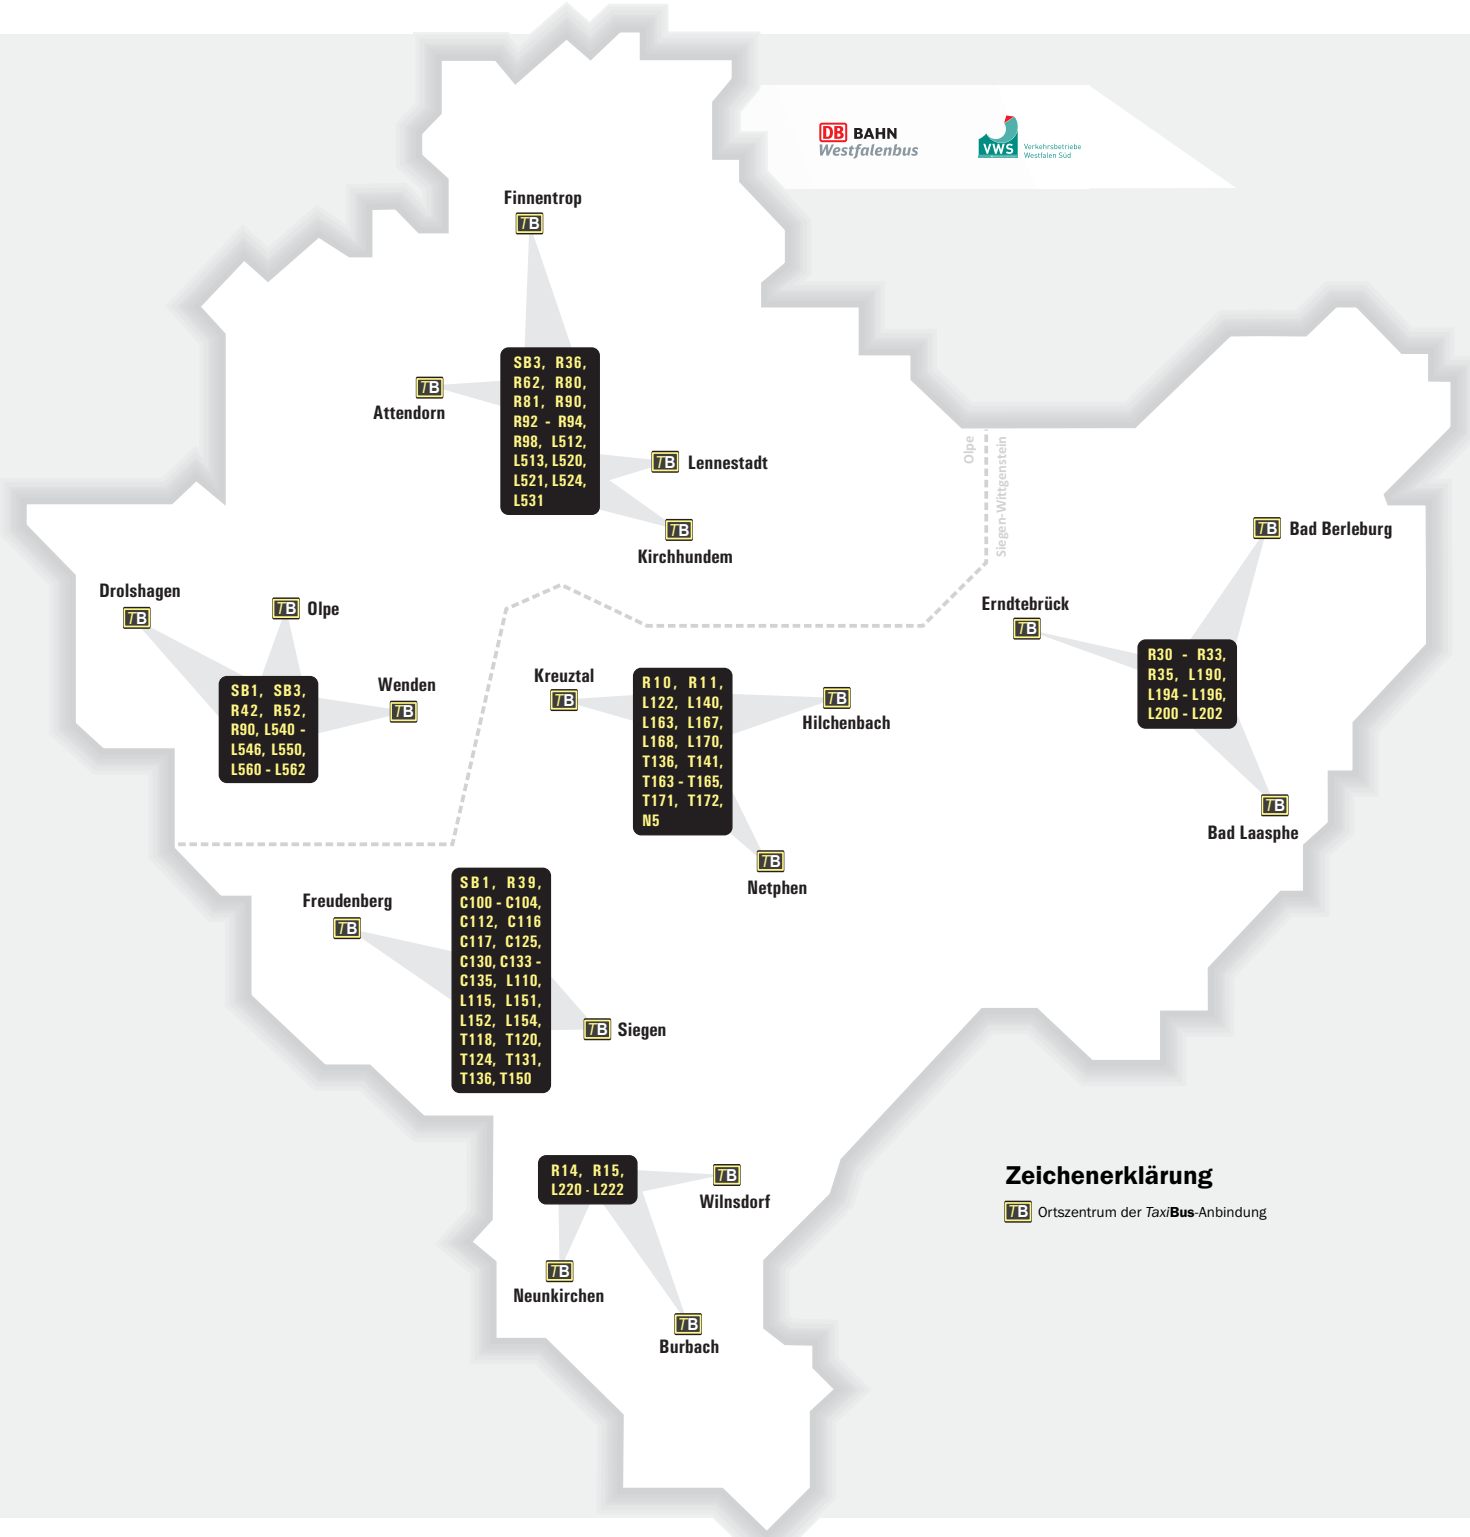 DB BAHN
Westfalenbus
VWS
Verkehrsbetriebe
Westfalen Süd
Finnentrop
TB
SB3, R36,
R62, R80,
R81, R90,
R92 - R94,
R98, L512,
L513, L520,
L521, L524,
L531
TB
Attendorn
TB Lennestadt
TB
Kirchhundem
Olpe
Siegen-Wittgenstein
TB Bad Berleburg
Erndtebrück
TB
R30 - R33,
R35, L190,
L194 - L196,
L200 - L202
TB
Bad Laasphe
Drolshagen
TB
TB Olpe
Wenden
TB
SB1, SB3,
R42, R52,
R90, L540 -
L546, L550,
L560 - L562
Kreuztal
TB
R10, R11,
L122, L140,
L163, L167,
L168, L170,
T136, T141,
T163 - T165,
T171, T172,
N5
TB
Hilchenbach
TB
Netphen
Freudenberg
TB
SB1, R39,
C100 - C104,
C112, C116
C117, C125,
C130, C133 -
C135, L110,
L115, L151,
L152, L154,
T118, T120,
T124, T131,
T136, T150
TB Siegen
R14, R15,
L220 - L222
TB
Wilnsdorf
TB
Neunkirchen
TB
Burbach
Zeichenerklärung
TB Ortszentrum der TaxiBus-Anbindung